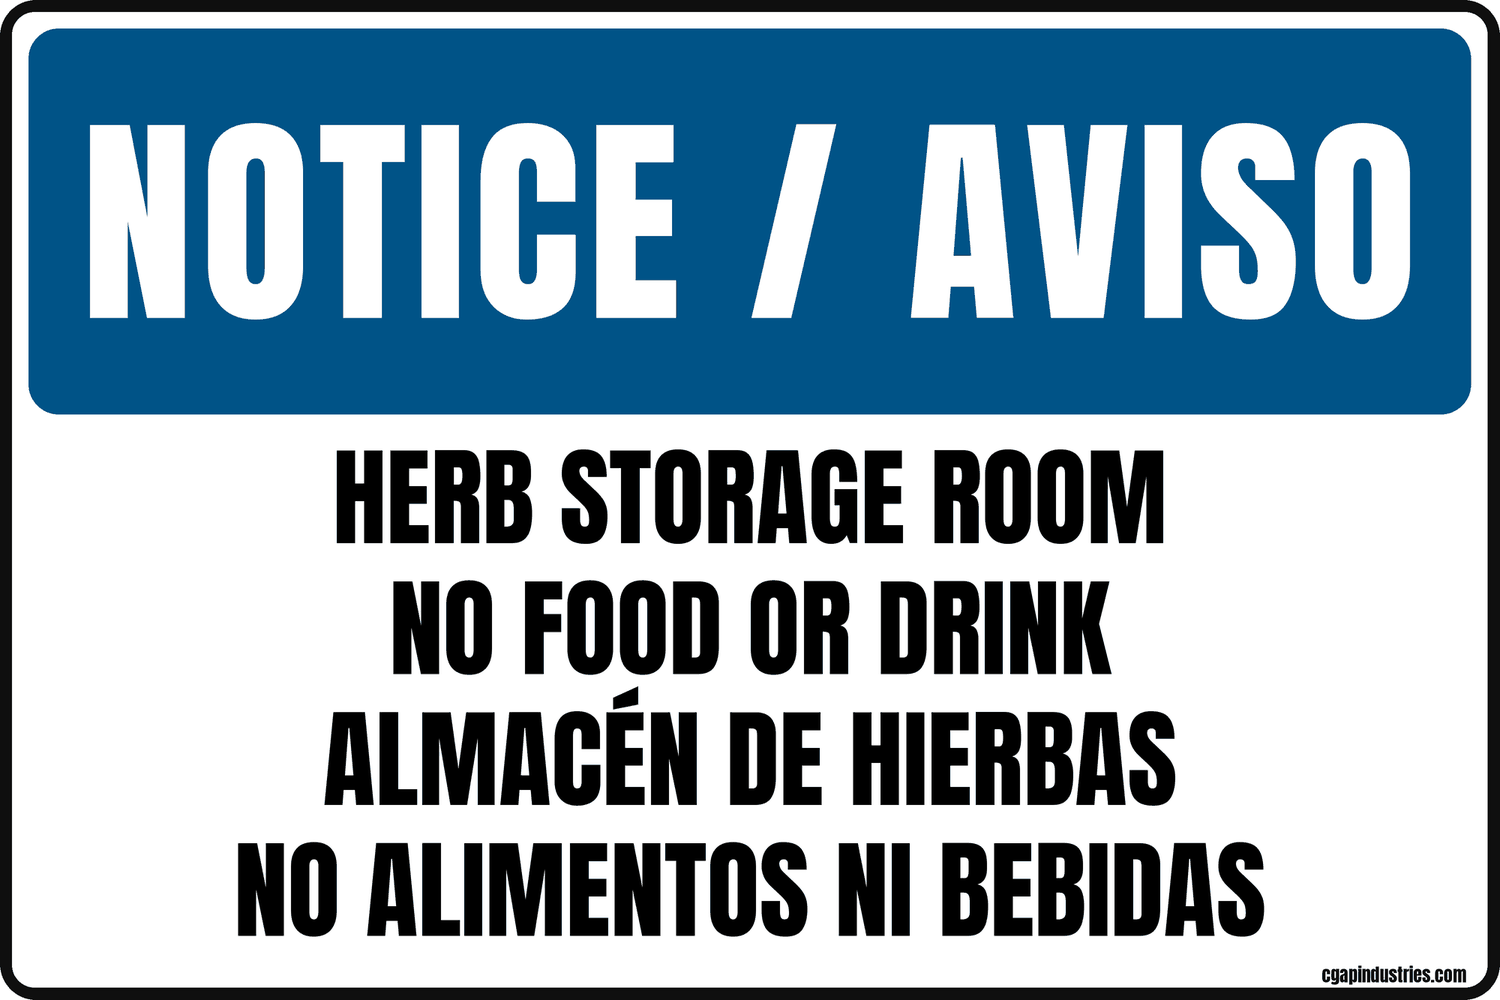 NOTICE / AVISO
HERB STORAGE ROOM
NO FOOD OR DRINK
ALMACÉN DE HIERBAS
NO ALIMENTOS NI BEBIDAS
cgapindustries.com